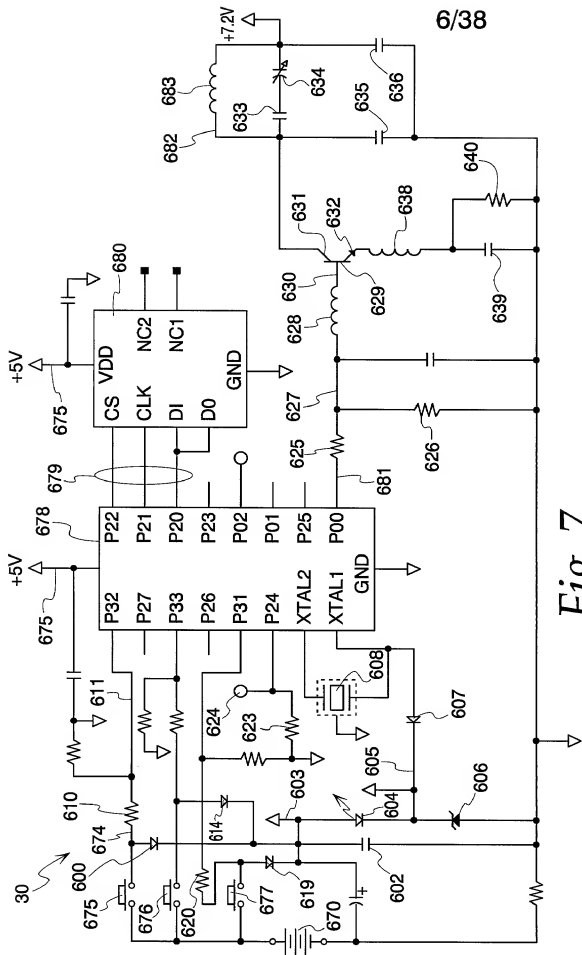 6/38
+5V
+5V
+7.2V
675
675
678
679
680
682
683
P32
P27
P33
P26
P31
P24
XTAL2
XTAL1
GND
P22
P21
P20
P23
P02
P01
P25
P00
CS
CLK
DI
D0
VDD
NC2
NC1
GND
30
675
676
677
600
674
610
611
614
620
619
670
602
603
604
605
606
607
608
623
624
681
625
626
627
628
629
630
631
632
633
634
635
636
638
639
640
+
Fig. 7